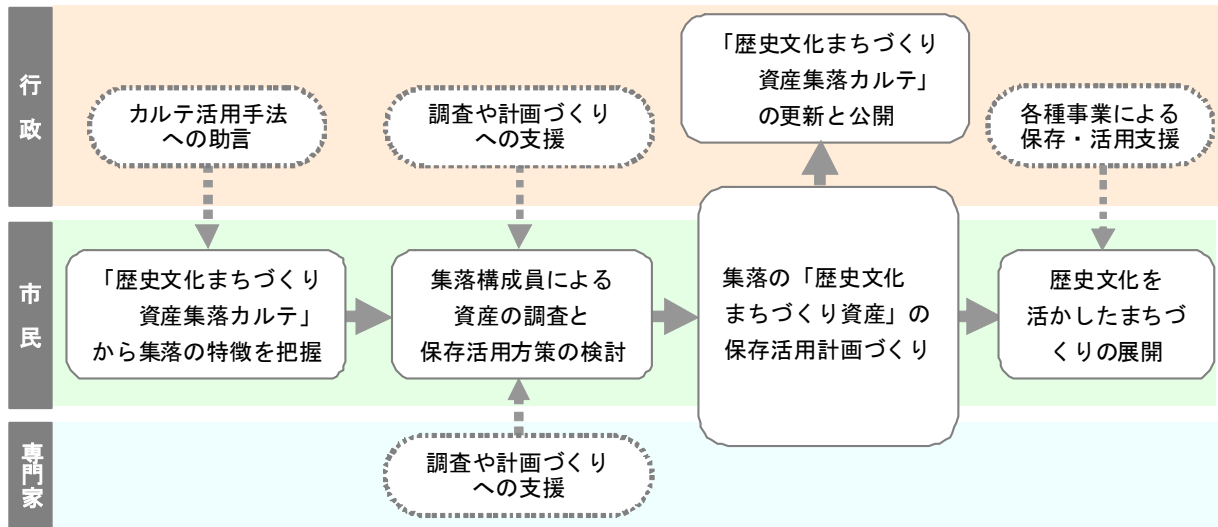 行政
「歴史文化まちづくり
資産集落カルテ」
の更新と公開
カルテ活用手法
への助言
調査や計画づくり
への支援
各種事業による
保存・活用支援
市民
「歴史文化まちづくり
資産集落カルテ」
から集落の特徴を把握
集落構成員による
資産の調査と
保存活用方策の検討
集落の「歴史文化
まちづくり資産」の
保存活用計画づくり
歴史文化を
活かしたまちづ
くりの展開
専門家
調査や計画づくり
への支援